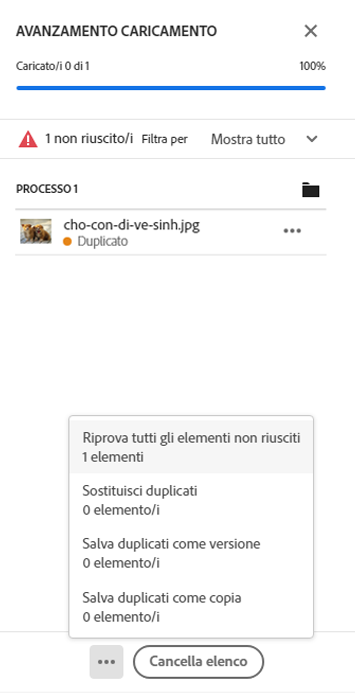 AVANZAMENTO CARICAMENTO
Caricato/i 0 di 1 100%
1 non riuscito/i Filtra per Mostra tutto
PROCESSO 1
cho-con-di-ve-sinh.jpg
Duplicato
Riprova tutti gli elementi non riusciti
1 elementi
Sostituisci duplicati
0 elemento/i
Salva duplicati come versione
0 elemento/i
Salva duplicati come copia
0 elemento/i
Cancella elenco